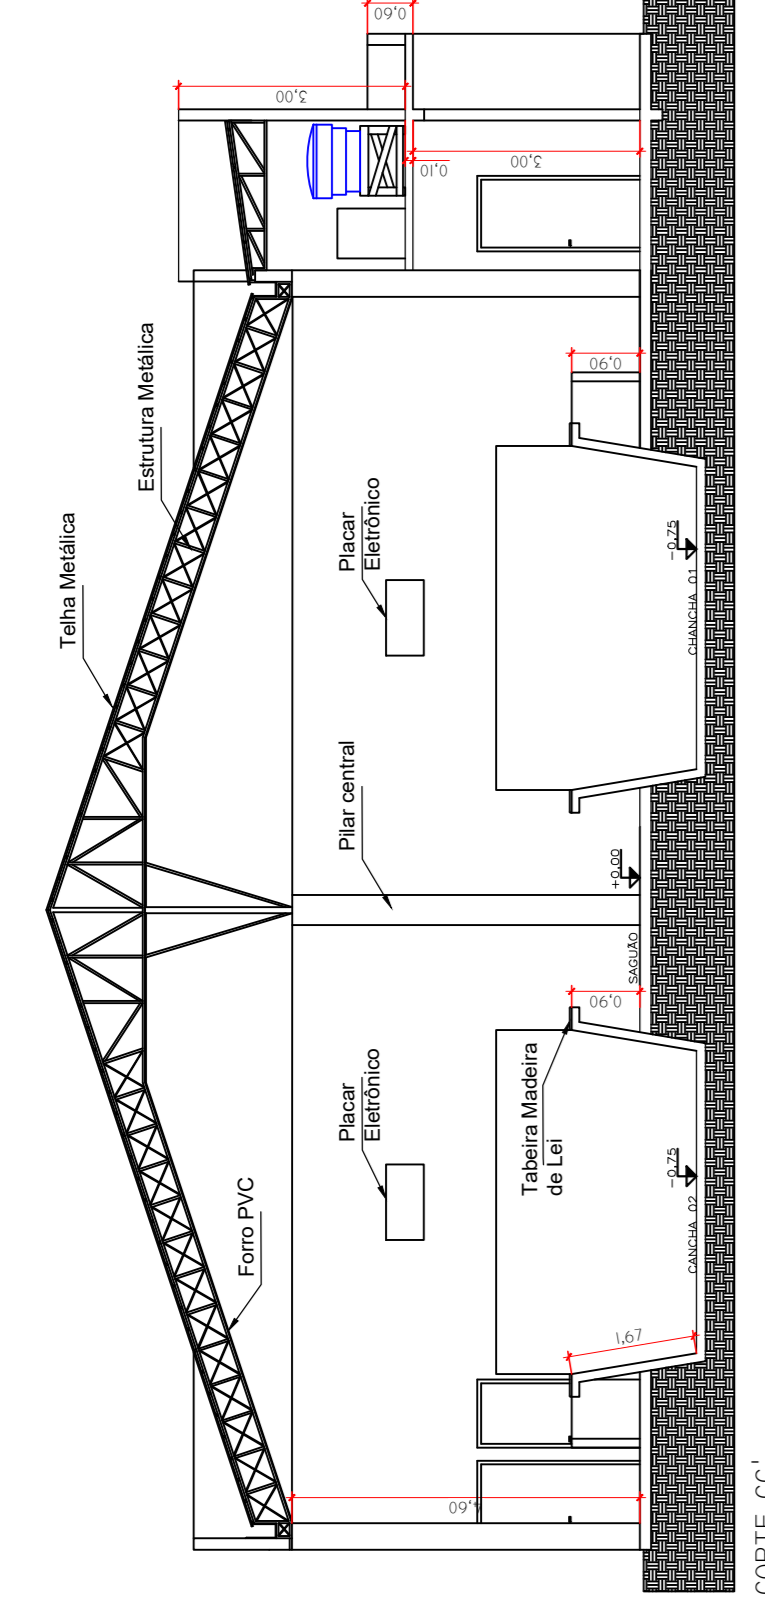 Telha Metálica
Estrutura Metálica
Forro PVC
Placar
Eletrônico
Placar
Eletrônico
Pilar central
Tabeira Madeira
de Lei
SAGUÃO
+0,00
CANCHA 02
-0,75
CHANCHA 01
-0,75
4,60
1,67
0,90
0,90
3,00
0,10
3,00
0,60
CORTE CC'